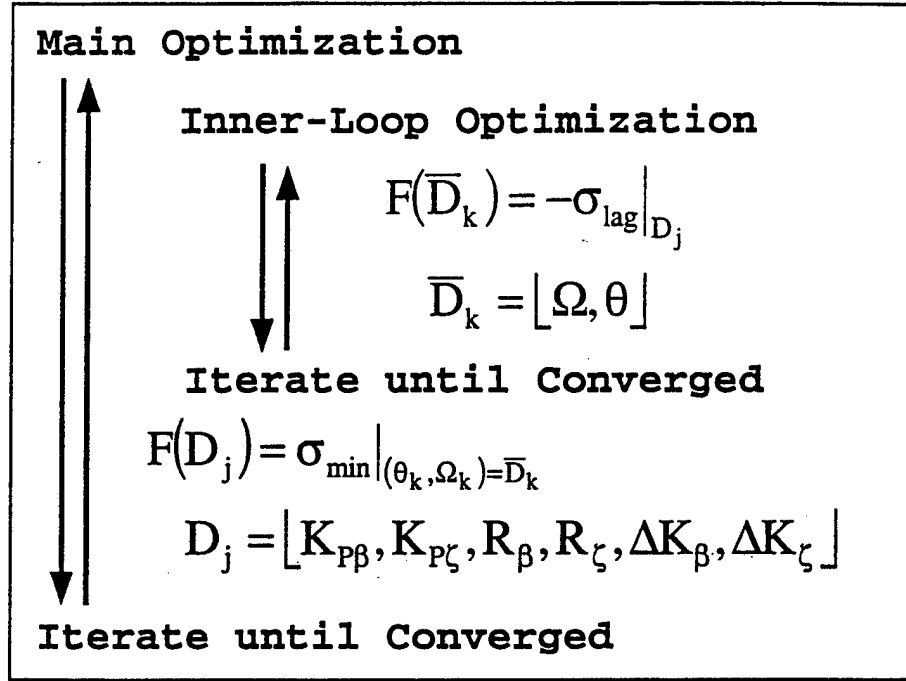 Main Optimization
Inner-Loop Optimization
F(D̅ₖ) = −σ_lag|_Dⱼ
D̅ₖ = ⌊Ω, θ⌋
Iterate until Converged
F(Dⱼ) = σ_min|_(θₖ,Ωₖ)=D̅ₖ
Dⱼ = ⌊K_Pβ, K_Pζ, R_β, R_ζ, ΔK_β, ΔK_ζ⌋
Iterate until Converged